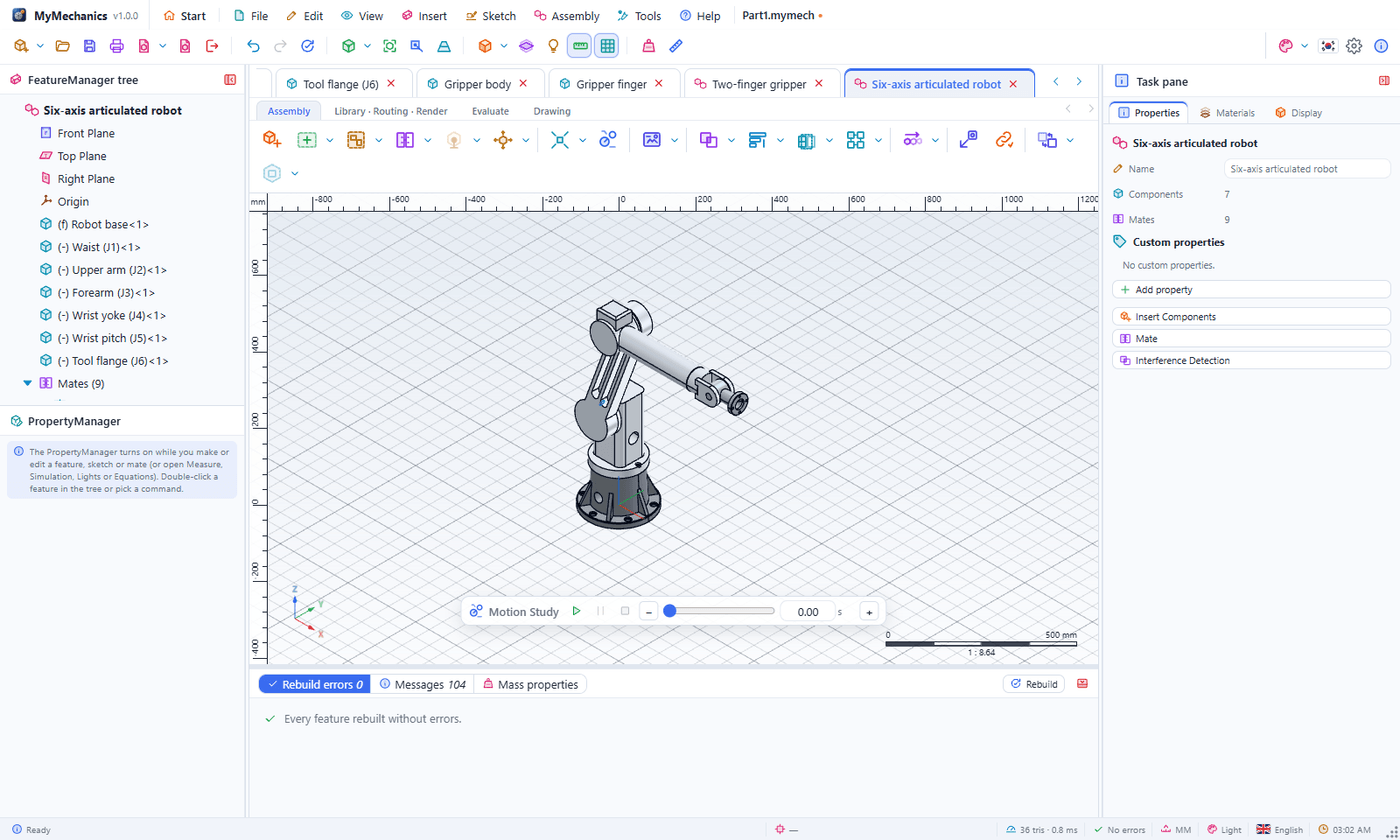 MyMechanics v1.0.0 Start File Edit View Insert Sketch Assembly Tools Help Part1.mymech •
FeatureManager tree
Six-axis articulated robot
Front Plane
Top Plane
Right Plane
Origin
(f) Robot base<1>
(-) Waist (J1)<1>
(-) Upper arm (J2)<1>
(-) Forearm (J3)<1>
(-) Wrist yoke (J4)<1>
(-) Wrist pitch (J5)<1>
(-) Tool flange (J6)<1>
Mates (9)
PropertyManager
The PropertyManager turns on while you make or
edit a feature, sketch or mate (or open Measure,
Simulation, Lights or Equations). Double-click a
feature in the tree or pick a command.
Tool flange (J6) Gripper body Gripper finger Two-finger gripper Six-axis articulated robot
Assembly Library · Routing · Render Evaluate Drawing
mm -800 -600 -400 -200 0 200 400 600 800 1000 1200
600
400
200
0
-200
-400
Z
Y
X
Motion Study − 0.00 s +
0 500 mm
1 : 8.64
Rebuild errors 0 Messages 104 Mass properties Rebuild
Every feature rebuilt without errors.
Task pane
Properties Materials Display
Six-axis articulated robot
Name Six-axis articulated robot
Components 7
Mates 9
Custom properties
No custom properties.
Add property
Insert Components
Mate
Interference Detection
Ready — 36 tris · 0.8 ms No errors MM Light English 03:02 AM